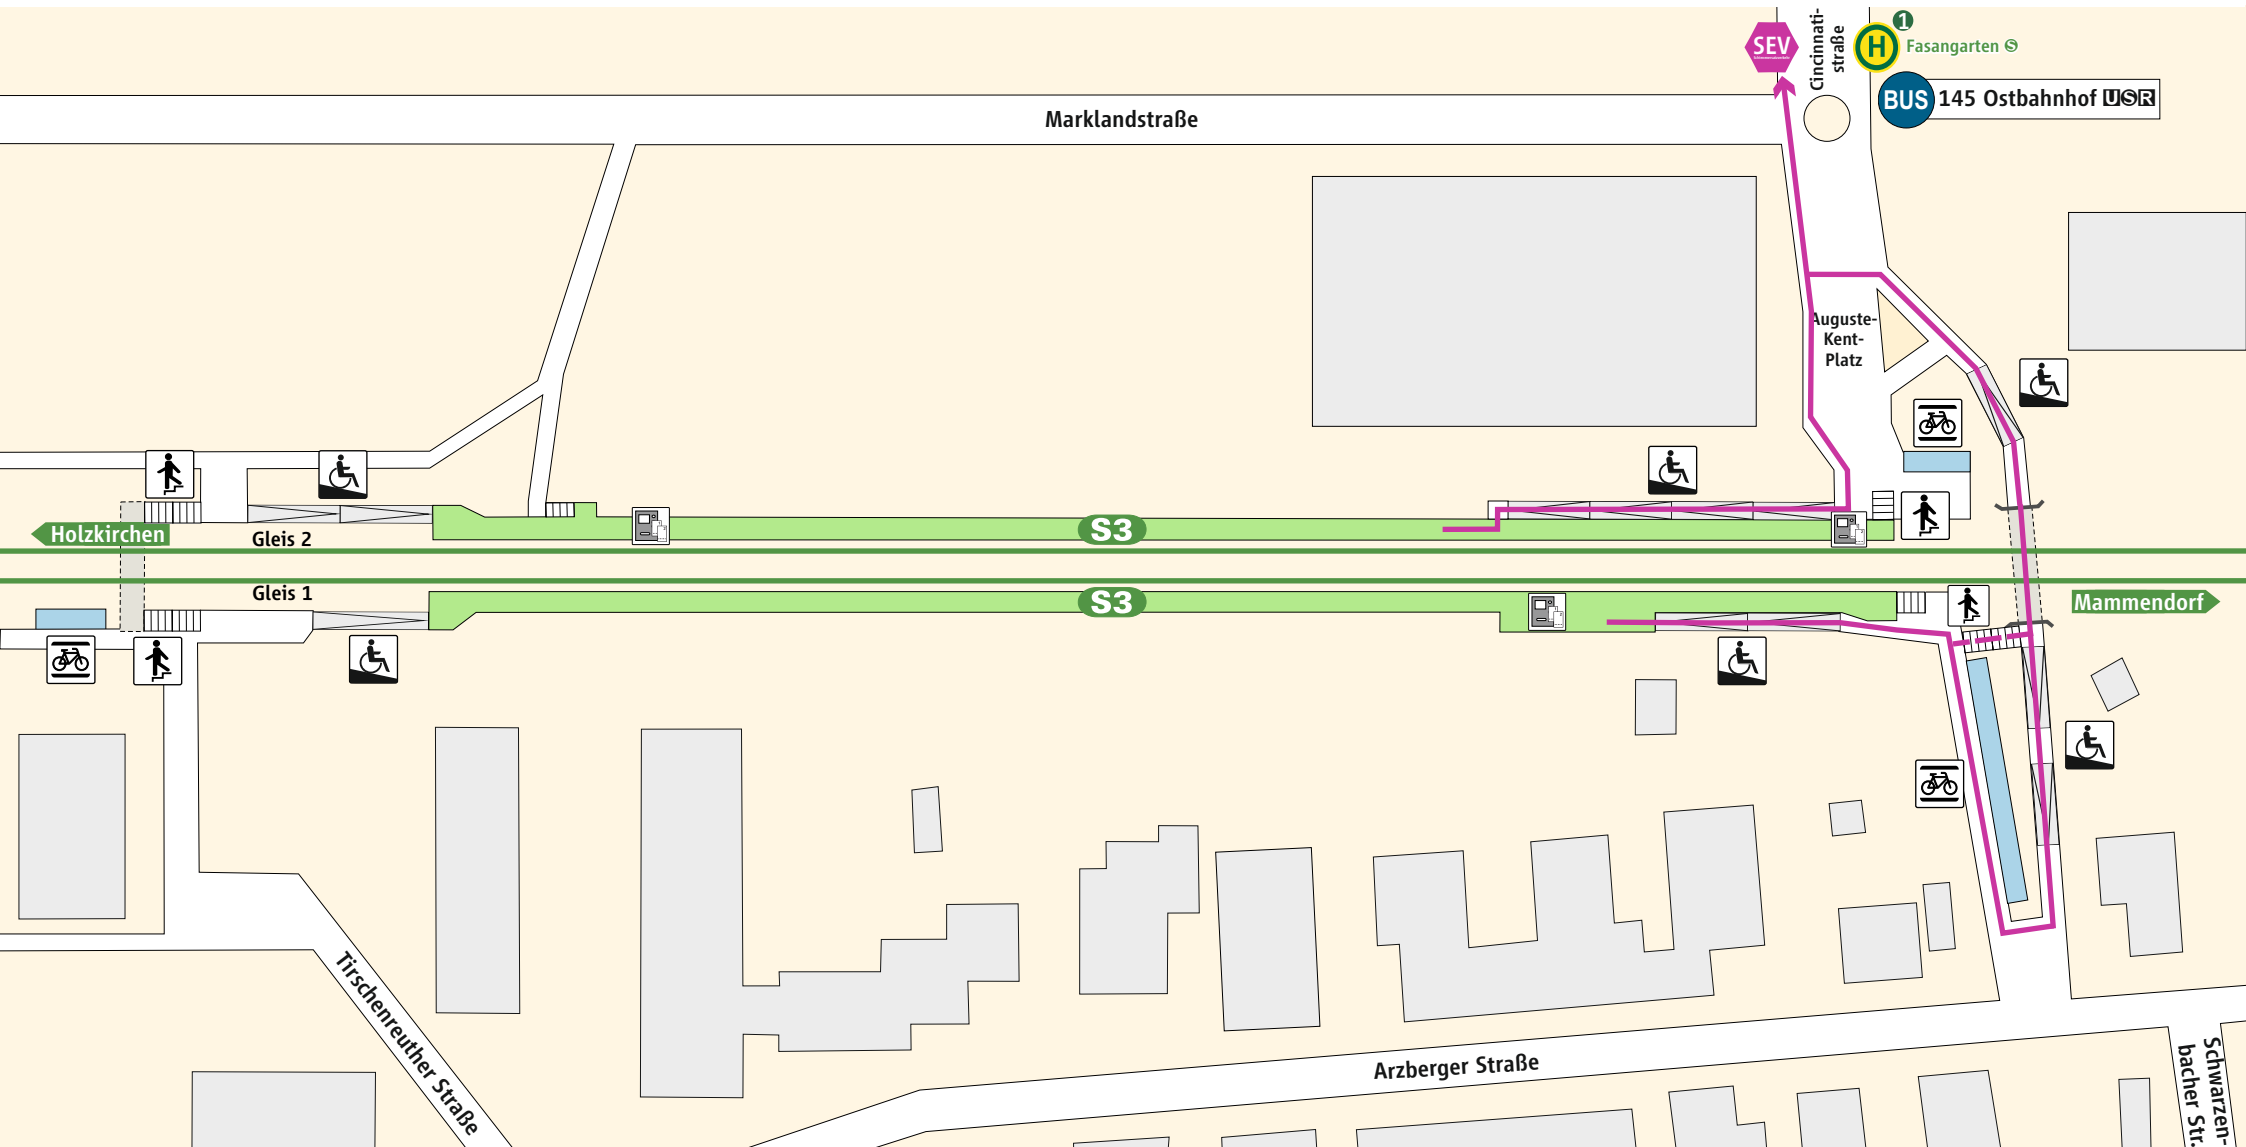 SEV
Cincinnati-
straße
H
1
Fasangarten S
BUS
145 Ostbahnhof U S R
Marklandstraße
Auguste-
Kent-
Platz
Holzkirchen
Gleis 2
S3
Gleis 1
S3
Mammendorf
Tirschenreuther Straße
Arzberger Straße
Schwarzen-
bacher Str.